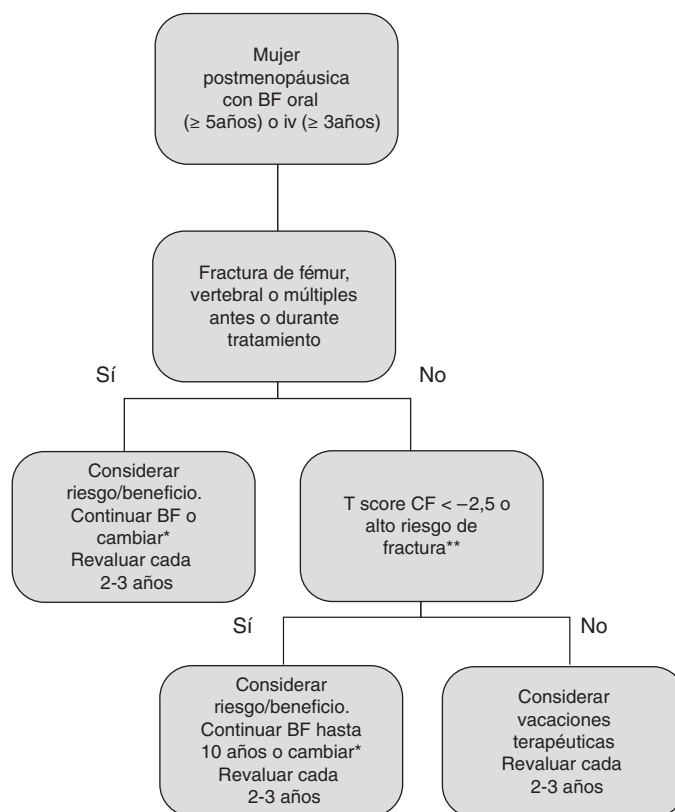 Mujer
postmenopáusica
con BF oral
(≥ 5años) o iv (≥ 3años)
Fractura de fémur,
vertebral o múltiples
antes o durante
tratamiento
Sí
No
Considerar
riesgo/beneficio.
Continuar BF o
cambiar*
Revaluar cada
2-3 años
T score CF < –2,5 o
alto riesgo de
fractura**
Sí
No
Considerar
riesgo/beneficio.
Continuar BF hasta
10 años o cambiar*
Revaluar cada
2-3 años
Considerar
vacaciones
terapéuticas
Revaluar cada
2-3 años